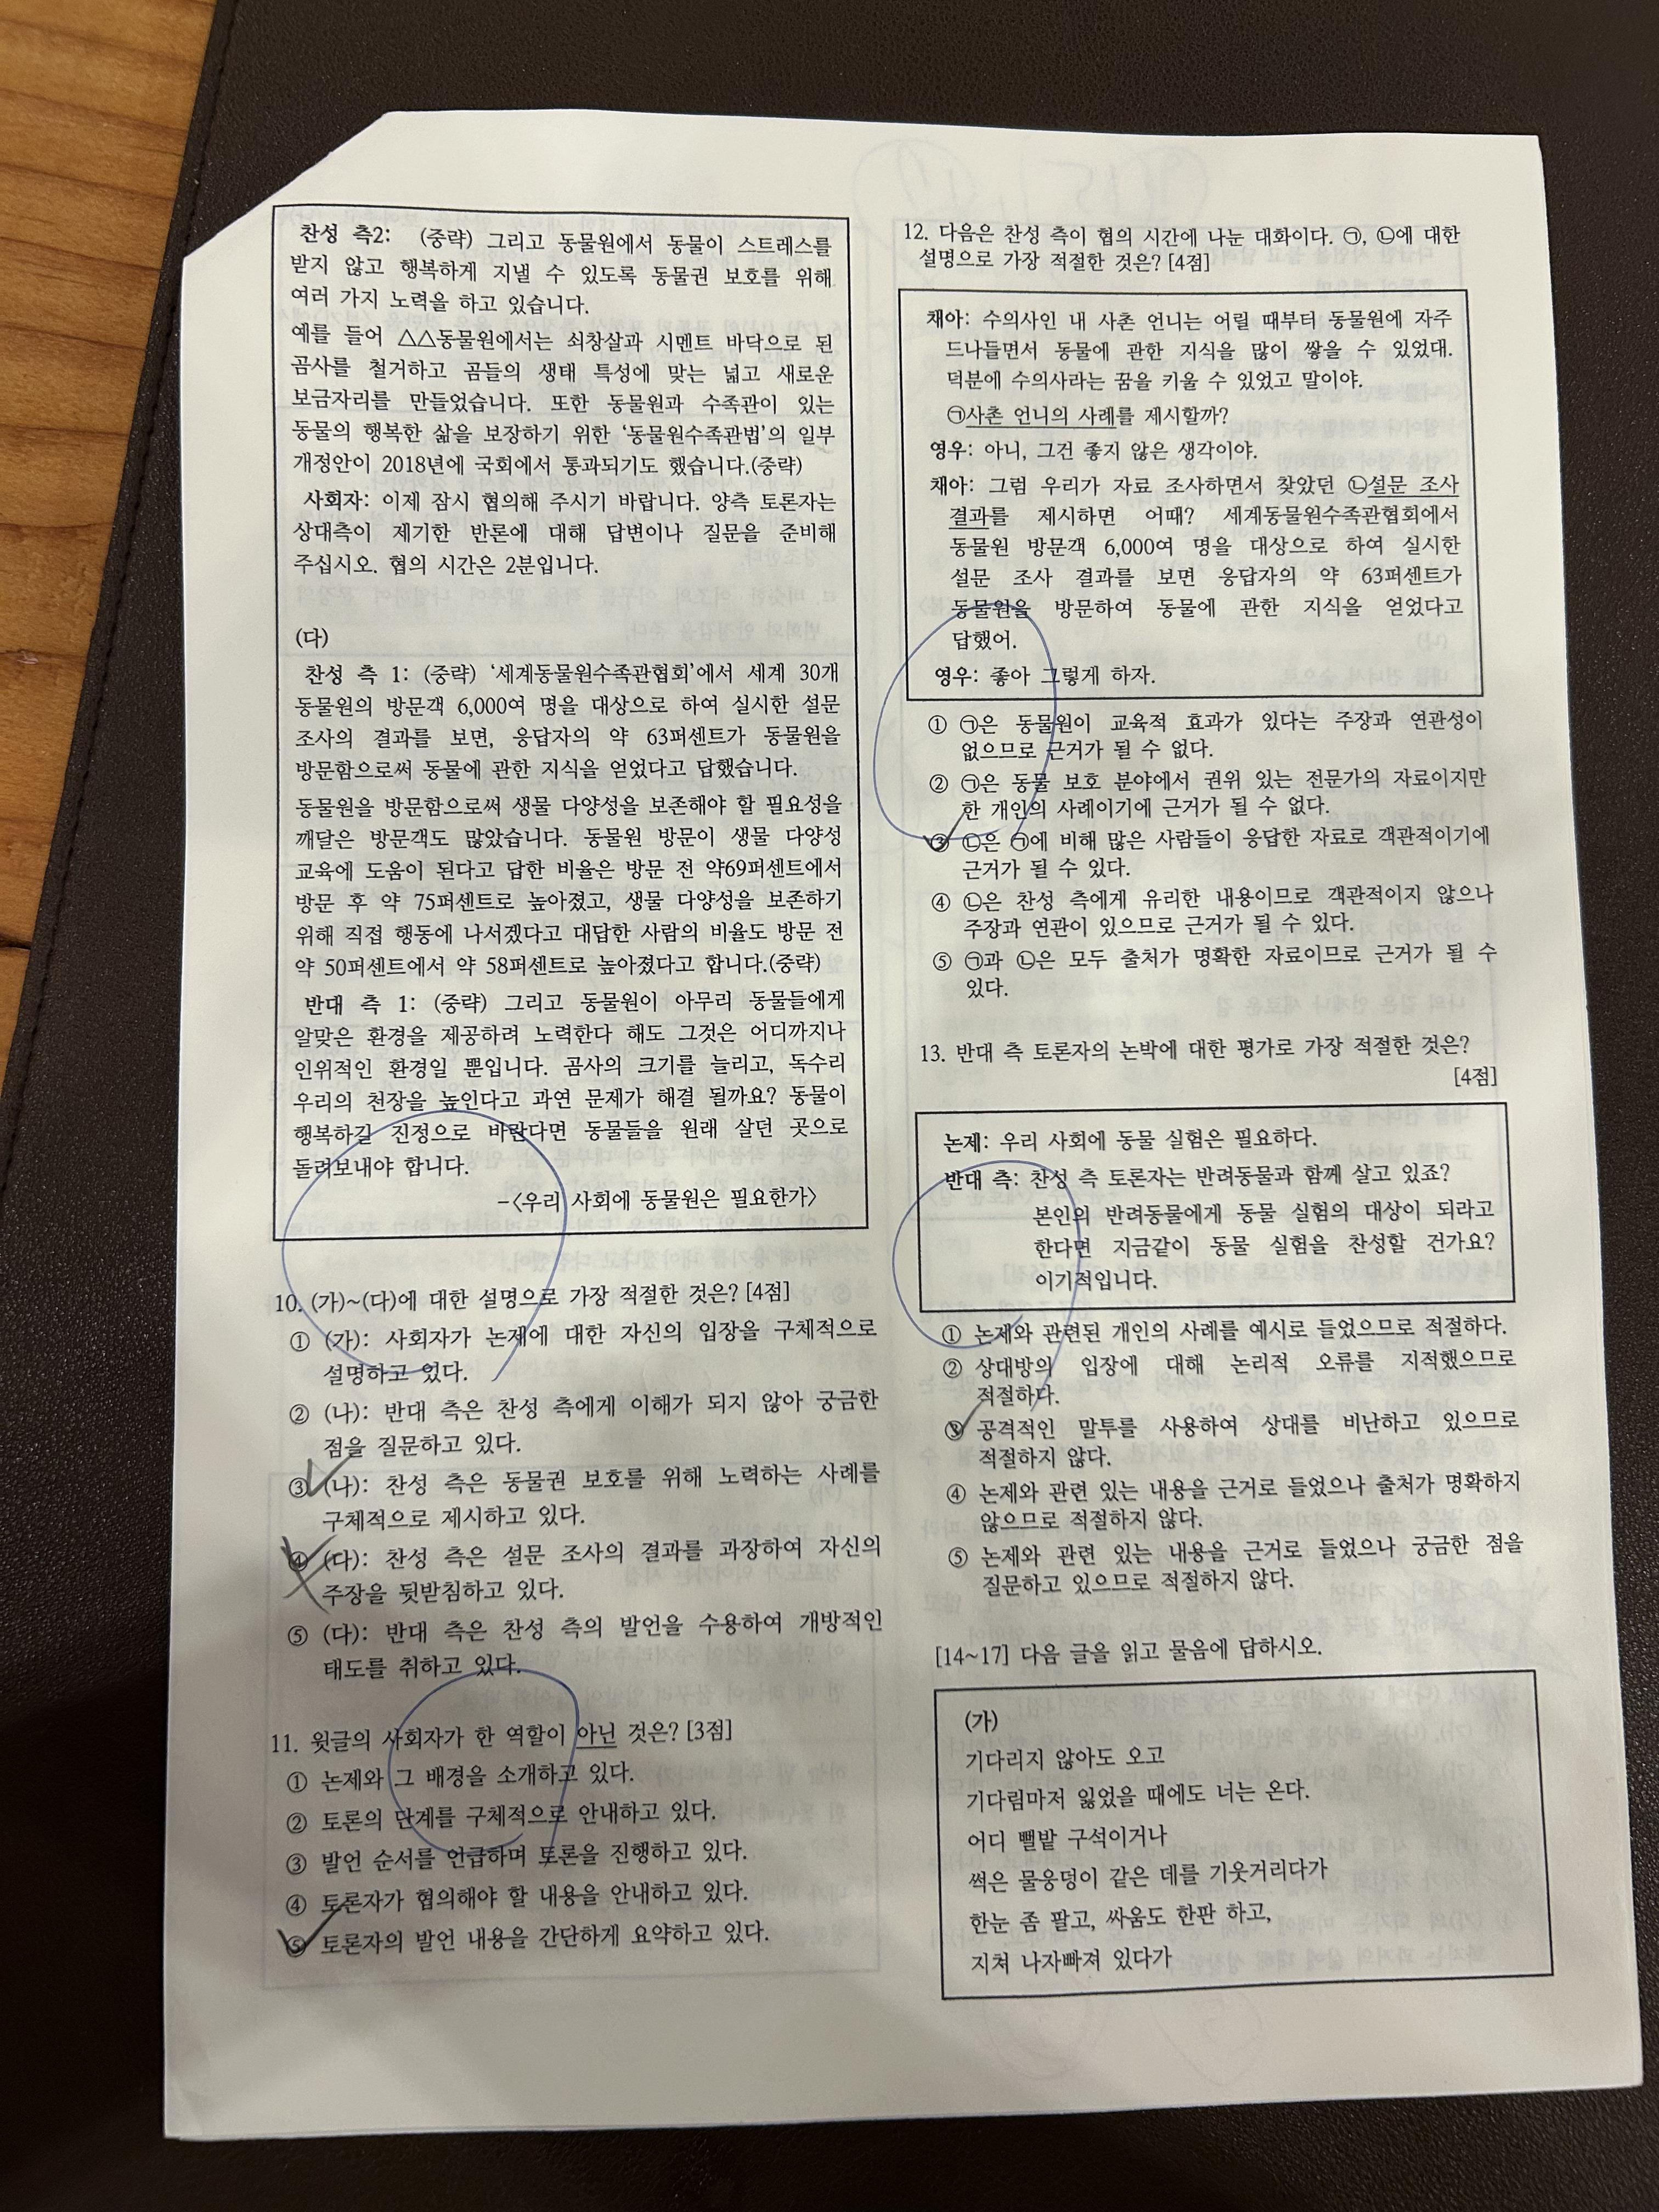 찬성 측2: (중략) 그리고 동물원에서 동물이 스트레스를
받지 않고 행복하게 지낼 수 있도록 동물권 보호를 위해
여러 가지 노력을 하고 있습니다.
예를 들어 △△동물원에서는 쇠창살과 시멘트 바닥으로 된
곰사를 철거하고 곰들의 생태 특성에 맞는 넓고 새로운
보금자리를 만들었습니다. 또한 동물원과 수족관이 있는
동물의 행복한 삶을 보장하기 위한 '동물원수족관법'의 일부
개정안이 2018년에 국회에서 통과되기도 했습니다.(중략)
사회자: 이제 잠시 협의해 주시기 바랍니다. 양측 토론자는
상대측이 제기한 반론에 대해 답변이나 질문을 준비해
주십시오. 협의 시간은 2분입니다.
(다)
찬성 측 1: (중략) '세계동물원수족관협회'에서 세계 30개
동물원의 방문객 6,000여 명을 대상으로 하여 실시한 설문
조사의 결과를 보면, 응답자의 약 63퍼센트가 동물원을
방문함으로써 동물에 관한 지식을 얻었다고 답했습니다.
동물원을 방문함으로써 생물 다양성을 보존해야 할 필요성을
깨달은 방문객도 많았습니다. 동물원 방문이 생물 다양성
교육에 도움이 된다고 답한 비율은 방문 전 약69퍼센트에서
방문 후 약 75퍼센트로 높아졌고, 생물 다양성을 보존하기
위해 직접 행동에 나서겠다고 대답한 사람의 비율도 방문 전
약 50퍼센트에서 약 58퍼센트로 높아졌다고 합니다.(중략)
반대 측 1: (중략) 그리고 동물원이 아무리 동물들에게
알맞은 환경을 제공하려 노력한다 해도 그것은 어디까지나
인위적인 환경일 뿐입니다. 곰사의 크기를 늘리고, 독수리
우리의 천장을 높인다고 과연 문제가 해결 될까요? 동물이
행복하길 진정으로 바란다면 동물들을 원래 살던 곳으로
돌려보내야 합니다.
-<우리 사회에 동물원은 필요한가>
10. (가)~(다)에 대한 설명으로 가장 적절한 것은? [4점]
① (가): 사회자가 논제에 대한 자신의 입장을 구체적으로
설명하고 있다.
② (나): 반대 측은 찬성 측에게 이해가 되지 않아 궁금한
점을 질문하고 있다.
③ (나): 찬성 측은 동물권 보호를 위해 노력하는 사례를
구체적으로 제시하고 있다.
④ (다): 찬성 측은 설문 조사의 결과를 과장하여 자신의
주장을 뒷받침하고 있다.
⑤ (다): 반대 측은 찬성 측의 발언을 수용하여 개방적인
태도를 취하고 있다.
11. 윗글의 사회자가 한 역할이 아닌 것은? [3점]
① 논제와 그 배경을 소개하고 있다.
② 토론의 단계를 구체적으로 안내하고 있다.
③ 발언 순서를 언급하며 토론을 진행하고 있다.
④ 토론자가 협의해야 할 내용을 안내하고 있다.
⑤ 토론자의 발언 내용을 간단하게 요약하고 있다.
12. 다음은 찬성 측이 협의 시간에 나눈 대화이다. ㉠, ㉡에 대한
설명으로 가장 적절한 것은? [4점]
채아: 수의사인 내 사촌 언니는 어릴 때부터 동물원에 자주
드나들면서 동물에 관한 지식을 많이 쌓을 수 있었대.
덕분에 수의사라는 꿈을 키울 수 있었고 말이야.
㉠사촌 언니의 사례를 제시할까?
영우: 아니, 그건 좋지 않은 생각이야.
채아: 그럼 우리가 자료 조사하면서 찾았던 ㉡설문 조사
결과를 제시하면 어때? 세계동물원수족관협회에서
동물원 방문객 6,000여 명을 대상으로 하여 실시한
설문 조사 결과를 보면 응답자의 약 63퍼센트가
동물원을 방문하여 동물에 관한 지식을 얻었다고
답했어.
영우: 좋아 그렇게 하자.
① ㉠은 동물원이 교육적 효과가 있다는 주장과 연관성이
없으므로 근거가 될 수 없다.
② ㉠은 동물 보호 분야에서 권위 있는 전문가의 자료이지만
한 개인의 사례이기에 근거가 될 수 없다.
③ ㉡은 ㉠에 비해 많은 사람들이 응답한 자료로 객관적이기에
근거가 될 수 있다.
④ ㉡은 찬성 측에게 유리한 내용이므로 객관적이지 않으나
주장과 연관이 있으므로 근거가 될 수 있다.
⑤ ㉠과 ㉡은 모두 출처가 명확한 자료이므로 근거가 될 수
있다.
13. 반대 측 토론자의 논박에 대한 평가로 가장 적절한 것은?
[4점]
논제: 우리 사회에 동물 실험은 필요하다.
반대 측: 찬성 측 토론자는 반려동물과 함께 살고 있죠?
본인의 반려동물에게 동물 실험의 대상이 되라고
한다면 지금같이 동물 실험을 찬성할 건가요?
이기적입니다.
① 논제와 관련된 개인의 사례를 예시로 들었으므로 적절하다.
② 상대방의 입장에 대해 논리적 오류를 지적했으므로
적절하다.
③ 공격적인 말투를 사용하여 상대를 비난하고 있으므로
적절하지 않다.
④ 논제와 관련 있는 내용을 근거로 들었으나 출처가 명확하지
않으므로 적절하지 않다.
⑤ 논제와 관련 있는 내용을 근거로 들었으나 궁금한 점을
질문하고 있으므로 적절하지 않다.
[14~17] 다음 글을 읽고 물음에 답하시오.
(가)
기다리지 않아도 오고
기다림마저 잃었을 때에도 너는 온다.
어디 뻘밭 구석이거나
썩은 물웅덩이 같은 데를 기웃거리다가
한눈 좀 팔고, 싸움도 한판 하고,
지쳐 나자빠져 있다가